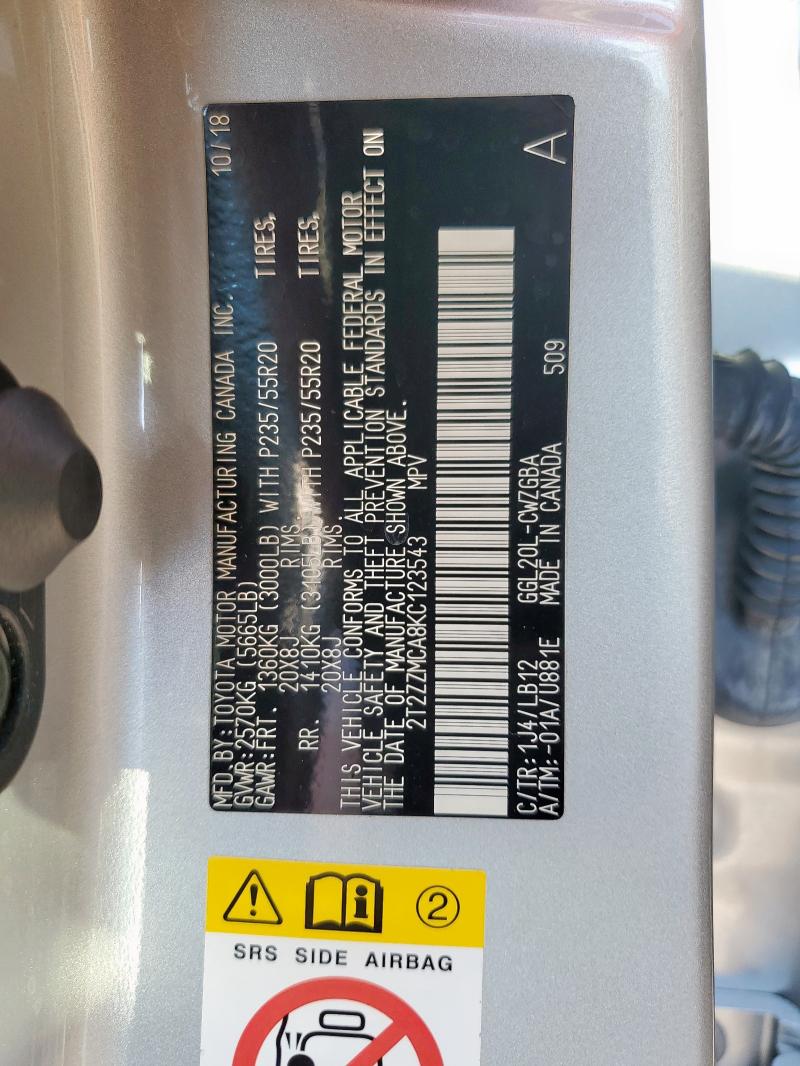 MFD.BY:TOYOTA MOTOR MANUFACTURING CANADA INC. 10/18
GVWR:2570KG (5665LB)
GAWR:FRT. 1360KG (3000LB) WITH P235/55R20 TIRES,
20X8J RIMS
RR. 1410KG (3105LB) WITH P235/55R20 TIRES,
20X8J RIMS
THIS VEHICLE CONFORMS TO ALL APPLICABLE FEDERAL MOTOR
VEHICLE SAFETY AND THEFT PREVENTION STANDARDS IN EFFECT ON
THE DATE OF MANUFACTURE SHOWN ABOVE.
2T2ZZMCA8KC123543 MPV
A
C/TR:1J4/LB12 GGL20L-CWZGBA
A/TM:-01A/U881E MADE IN CANADA 509
2
SRS SIDE AIRBAG